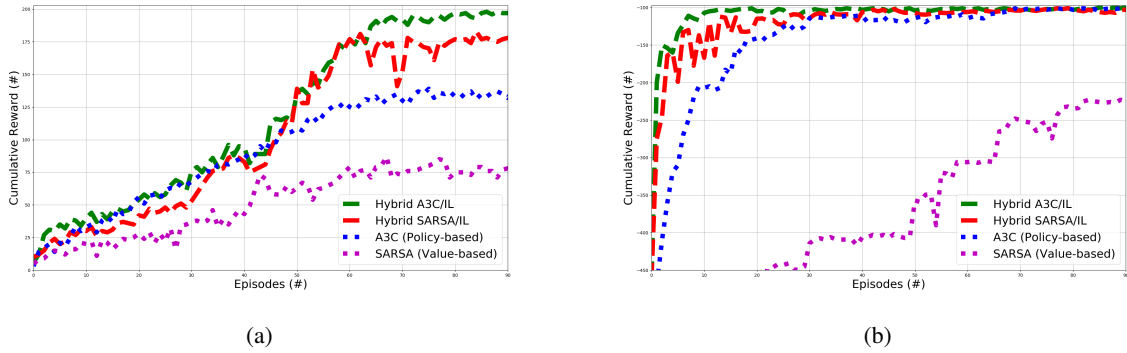 200
175
150
125
100
75
50
25
0
Cumulative Reward (#)
0 10 20 30 40 50 60 70 80 90
Episodes (#)
Hybrid A3C/IL
Hybrid SARSA/IL
A3C (Policy-based)
SARSA (Value-based)
(a)
−100
−150
−200
−250
−300
−350
−400
−450
Cumulative Reward (#)
0 10 20 30 40 50 60 70 80 90
Episodes (#)
Hybrid A3C/IL
Hybrid SARSA/IL
A3C (Policy-based)
SARSA (Value-based)
(b)